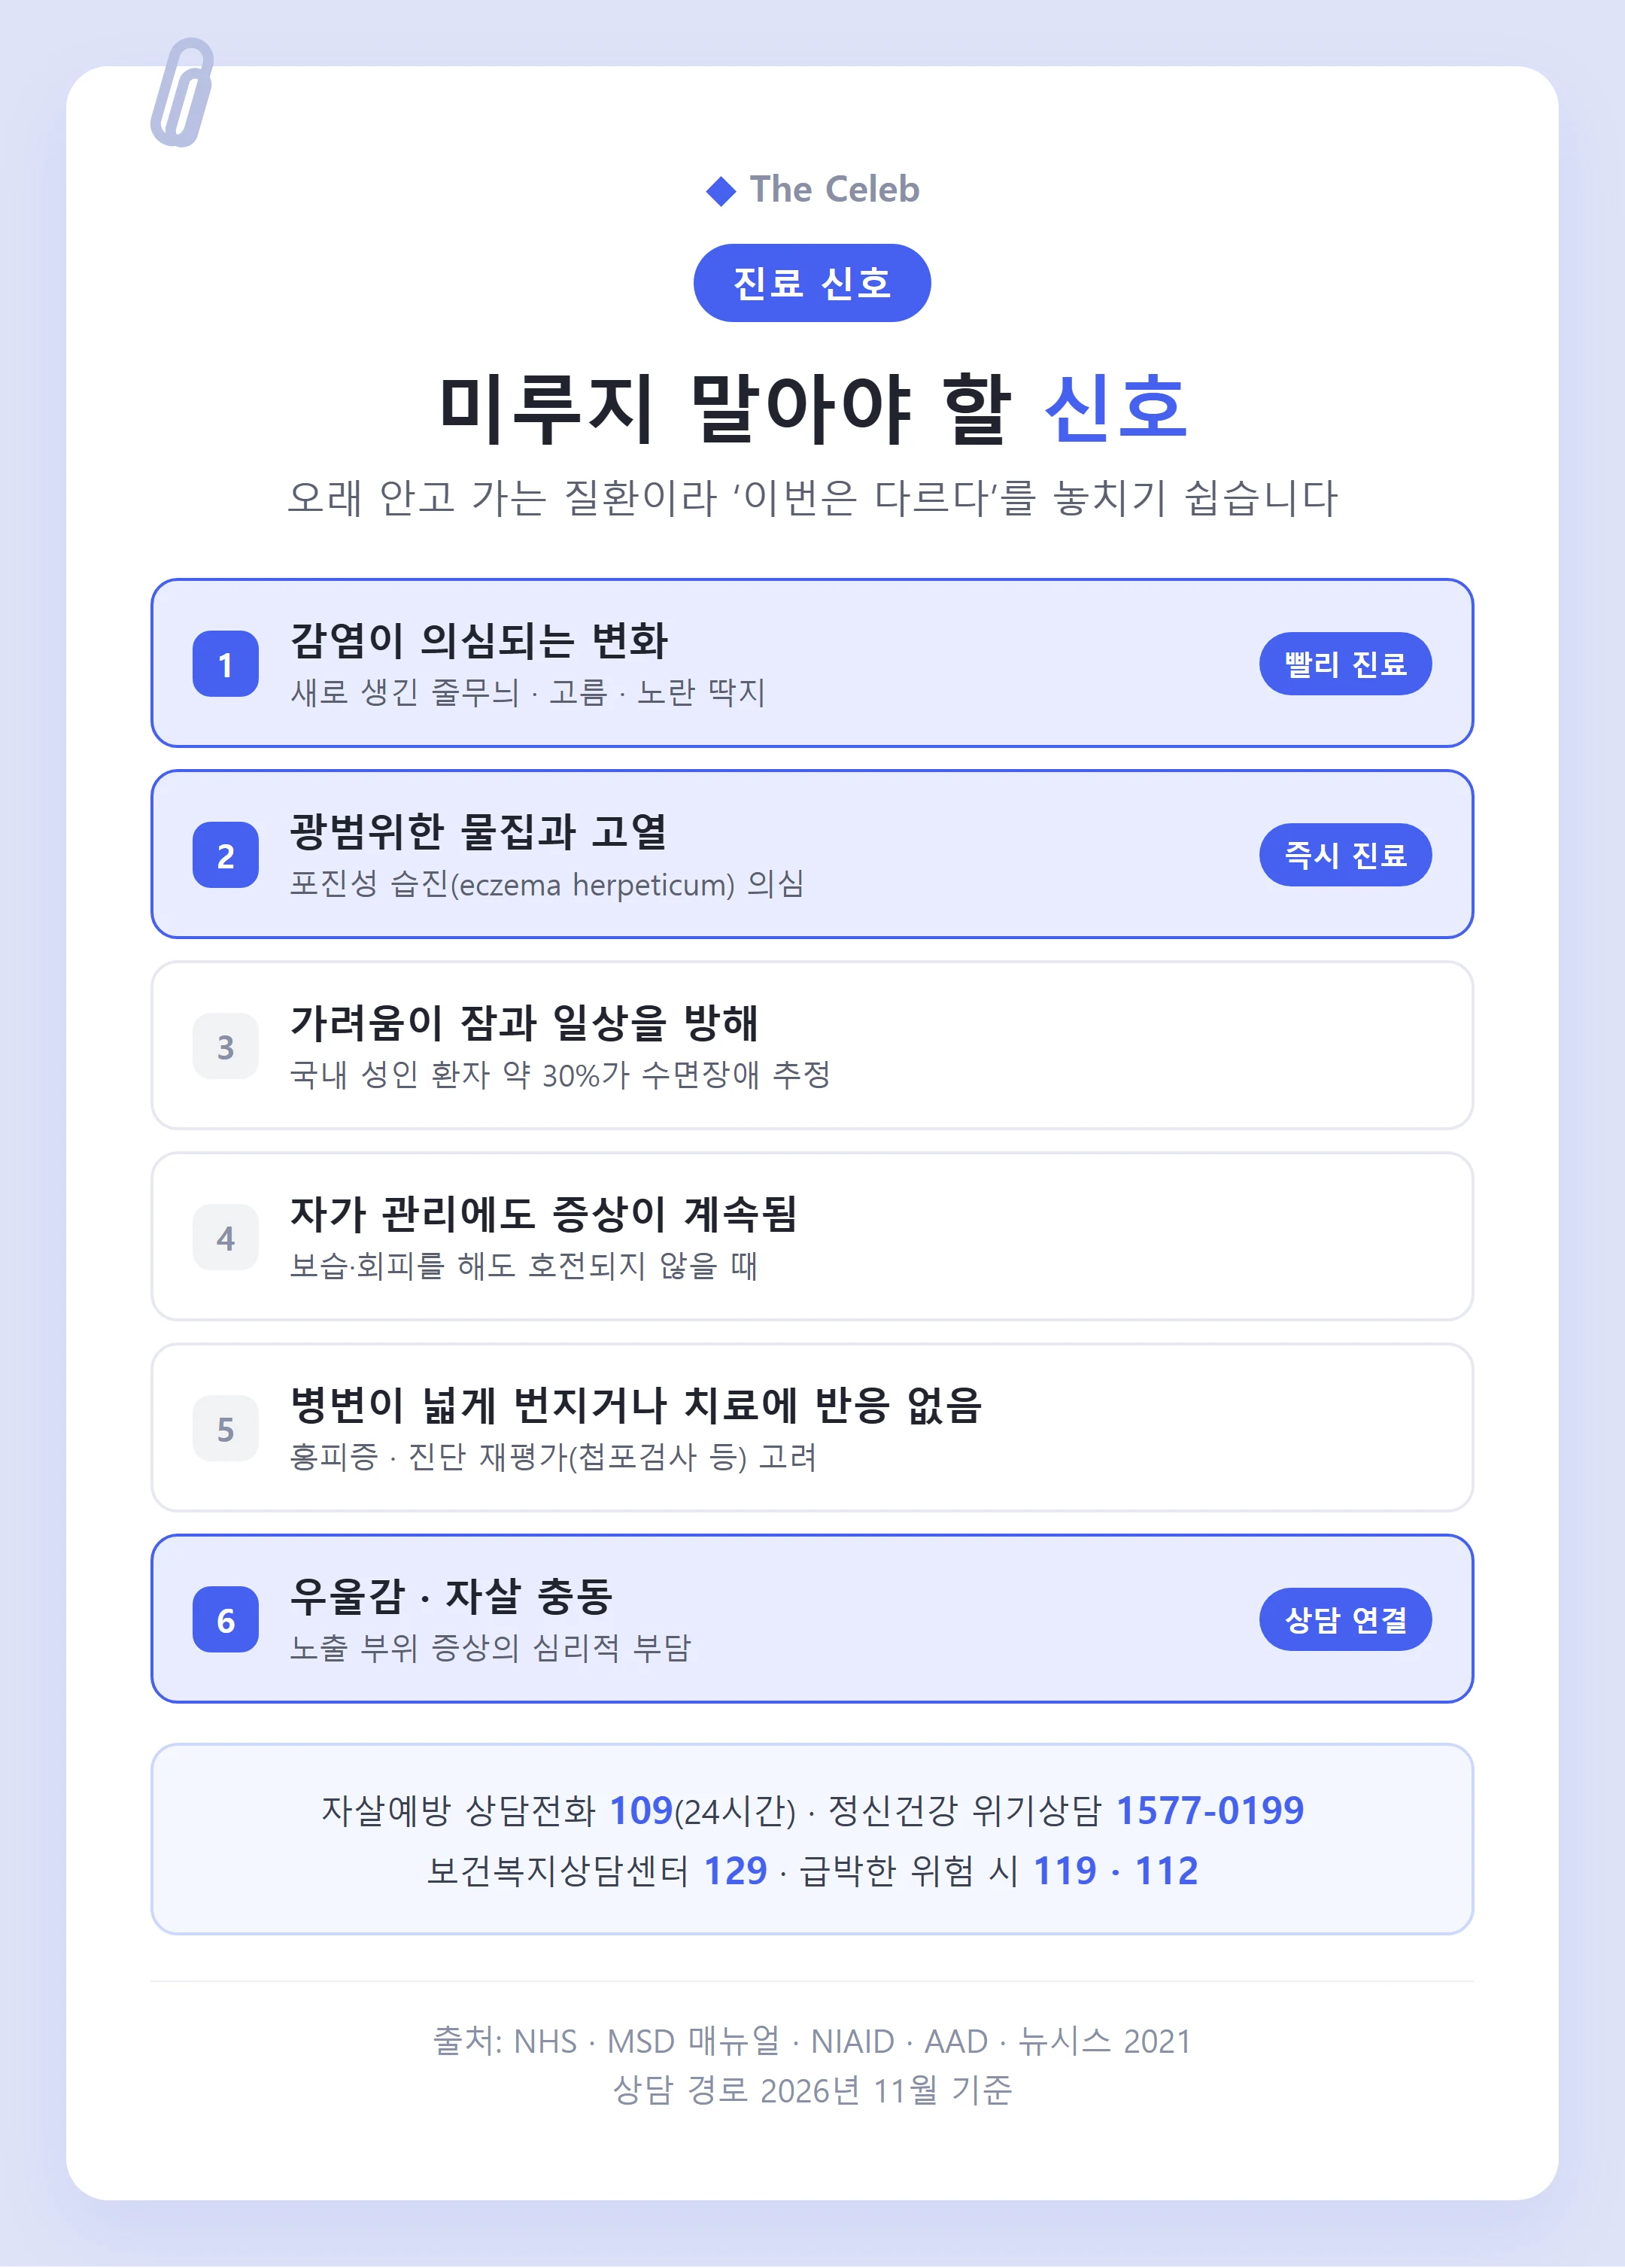 The Celeb
진료 신호
미루지 말아야 할 신호
오래 안고 가는 질환이라 ‘이번은 다르다’를 놓치기 쉽습니다
1
감염이 의심되는 변화
새로 생긴 줄무늬 · 고름 · 노란 딱지
빨리 진료
2
광범위한 물집과 고열
포진성 습진(eczema herpeticum) 의심
즉시 진료
3
가려움이 잠과 일상을 방해
국내 성인 환자 약 30%가 수면장애 추정
4
자가 관리에도 증상이 계속됨
보습·회피를 해도 호전되지 않을 때
5
병변이 넓게 번지거나 치료에 반응 없음
홍피증 · 진단 재평가(첩포검사 등) 고려
6
우울감 · 자살 충동
노출 부위 증상의 심리적 부담
상담 연결
자살예방 상담전화 109(24시간) · 정신건강 위기상담 1577-0199
보건복지상담센터 129 · 급박한 위험 시 119 · 112
출처: NHS · MSD 매뉴얼 · NIAID · AAD · 뉴시스 2021
상담 경로 2026년 11월 기준